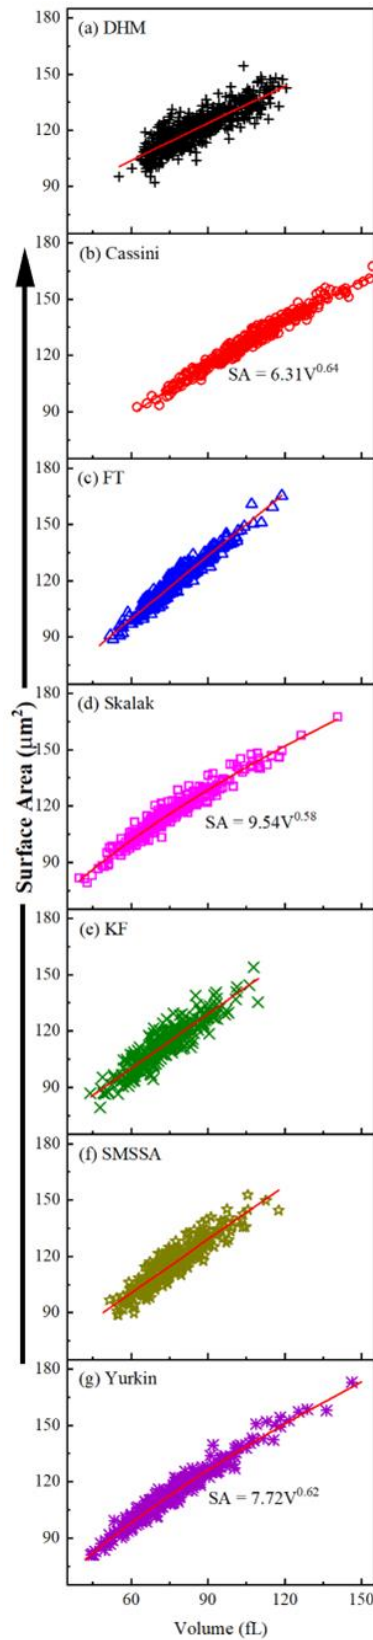 180
(a) DHM
150
120
90
180
(b) Cassini
150
120
90
SA = 6.31V^0.64
180
(c) FT
150
120
90
Surface Area (μm²)
180
(d) Skalak
150
120
90
SA = 9.54V^0.58
180
(e) KF
150
120
90
180
(f) SMSSA
150
120
90
180
(g) Yurkin
150
120
90
SA = 7.72V^0.62
60 90 120 150
Volume (fL)